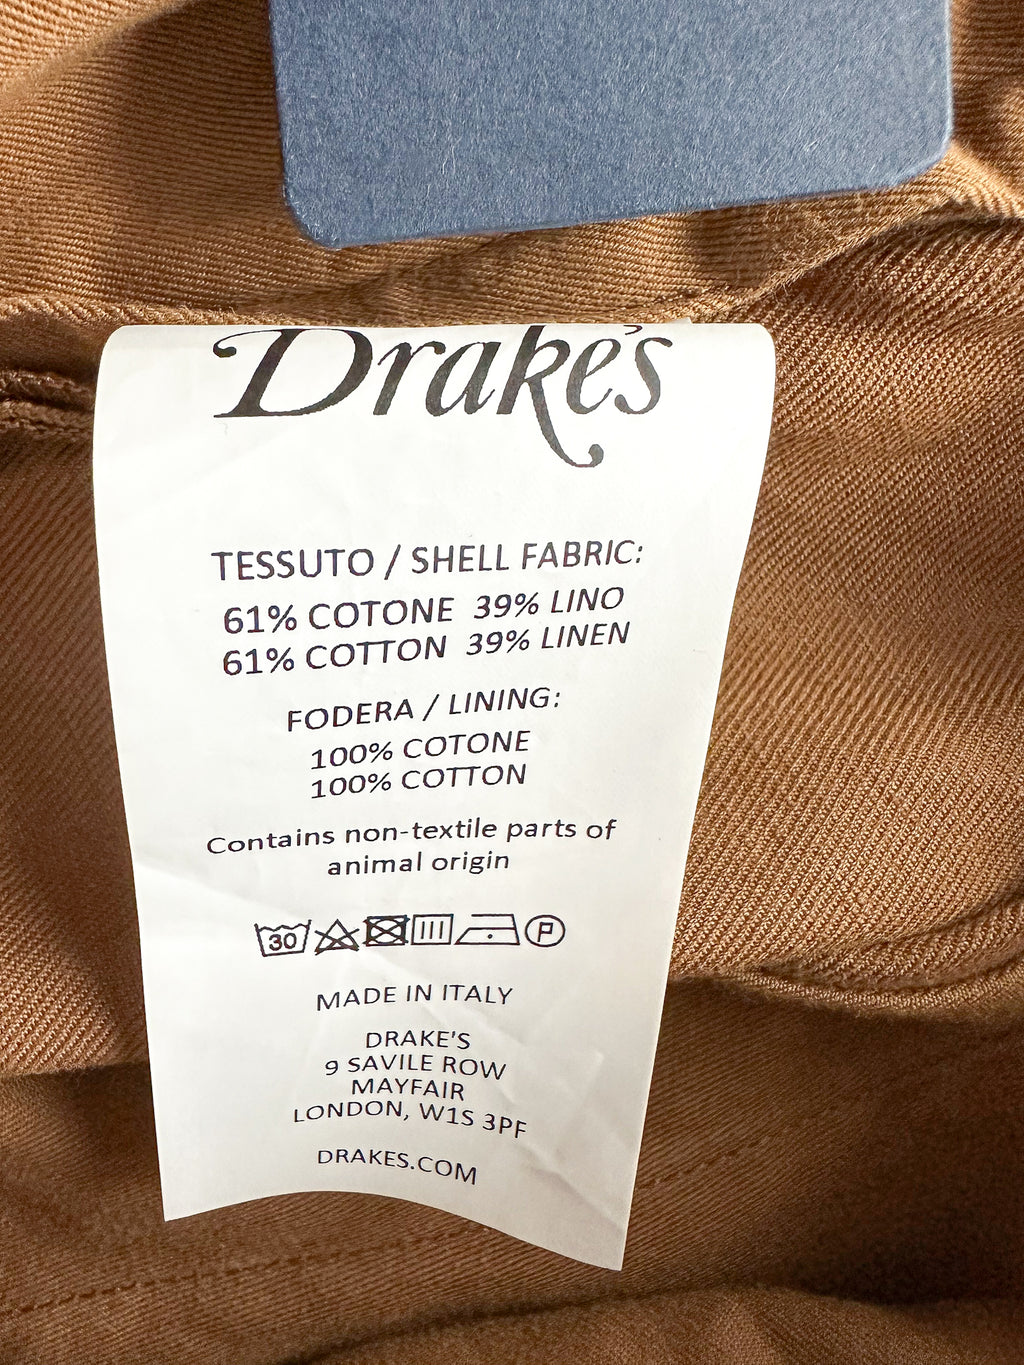 Drake's
TESSUTO / SHELL FABRIC:
61% COTONE 39% LINO
61% COTTON 39% LINEN
FODERA / LINING:
100% COTONE
100% COTTON
Contains non-textile parts of
animal origin
30 P
MADE IN ITALY
DRAKE'S
9 SAVILE ROW
MAYFAIR
LONDON, W1S 3PF
DRAKES.COM